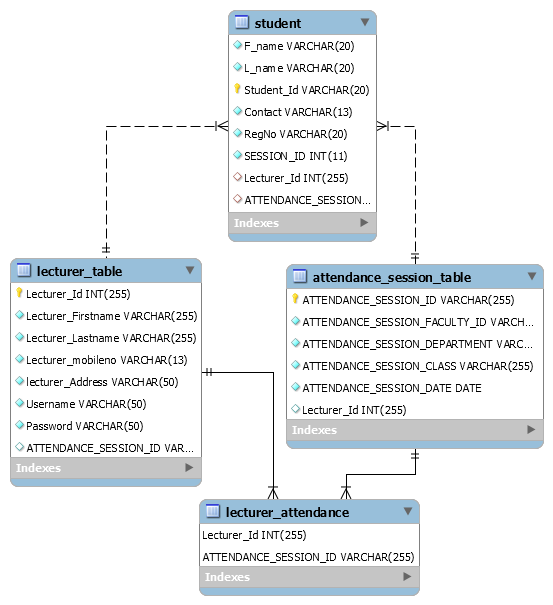 student
F_name VARCHAR(20)
L_name VARCHAR(20)
Student_Id VARCHAR(20)
Contact VARCHAR(13)
RegNo VARCHAR(20)
SESSION_ID INT(11)
Lecturer_Id INT(255)
ATTENDANCE_SESSION...
Indexes
lecturer_table
Lecturer_Id INT(255)
Lecturer_Firstname VARCHAR(255)
Lecturer_Lastname VARCHAR(255)
Lecturer_mobileno VARCHAR(13)
lecturer_Address VARCHAR(50)
Username VARCHAR(50)
Password VARCHAR(50)
ATTENDANCE_SESSION_ID VAR...
Indexes
attendance_session_table
ATTENDANCE_SESSION_ID VARCHAR(255)
ATTENDANCE_SESSION_FACULTY_ID VARCH...
ATTENDANCE_SESSION_DEPARTMENT VARC...
ATTENDANCE_SESSION_CLASS VARCHAR(255)
ATTENDANCE_SESSION_DATE DATE
Lecturer_Id INT(255)
Indexes
lecturer_attendance
Lecturer_Id INT(255)
ATTENDANCE_SESSION_ID VARCHAR(255)
Indexes